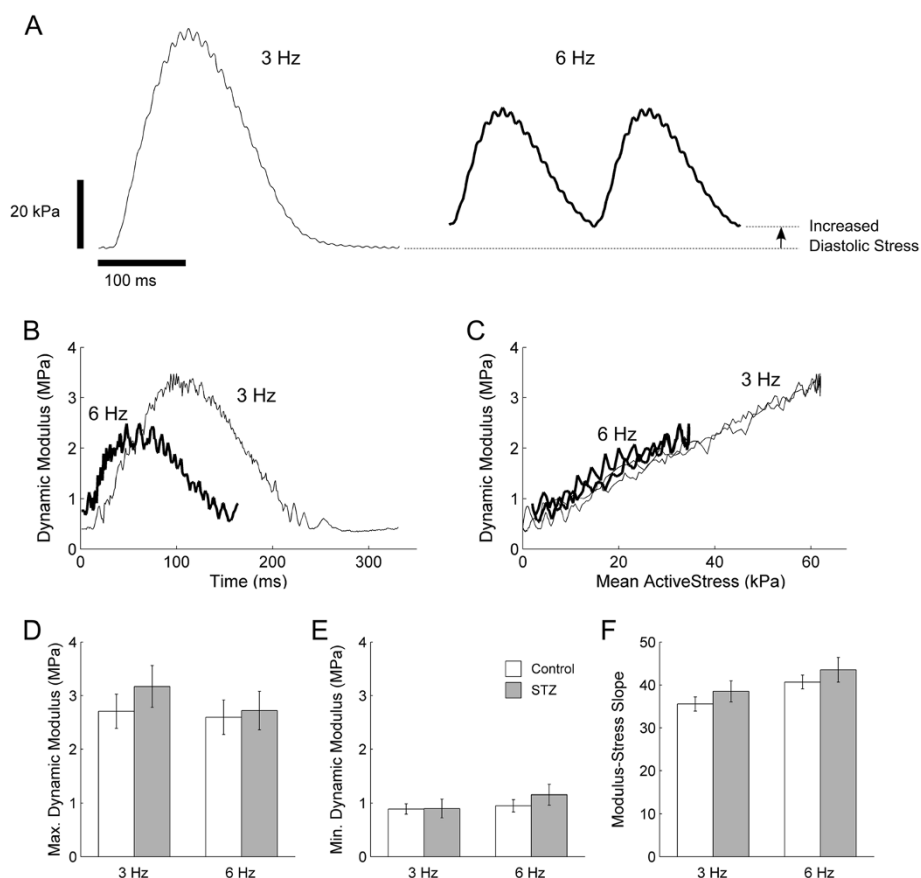 A
3 Hz
6 Hz
20 kPa
100 ms
Increased
Diastolic Stress
B
Dynamic Modulus (MPa)
4
3
2
1
0
6 Hz
3 Hz
0
100
200
300
Time (ms)
C
Dynamic Modulus (MPa)
4
3
2
1
0
6 Hz
3 Hz
0
20
40
60
Mean ActiveStress (kPa)
D
Max. Dynamic Modulus (MPa)
4
3
2
1
0
3 Hz
6 Hz
E
Min. Dynamic Modulus (MPa)
4
3
2
1
0
Control
STZ
3 Hz
6 Hz
F
Modulus-Stress Slope
50
40
30
20
10
0
3 Hz
6 Hz